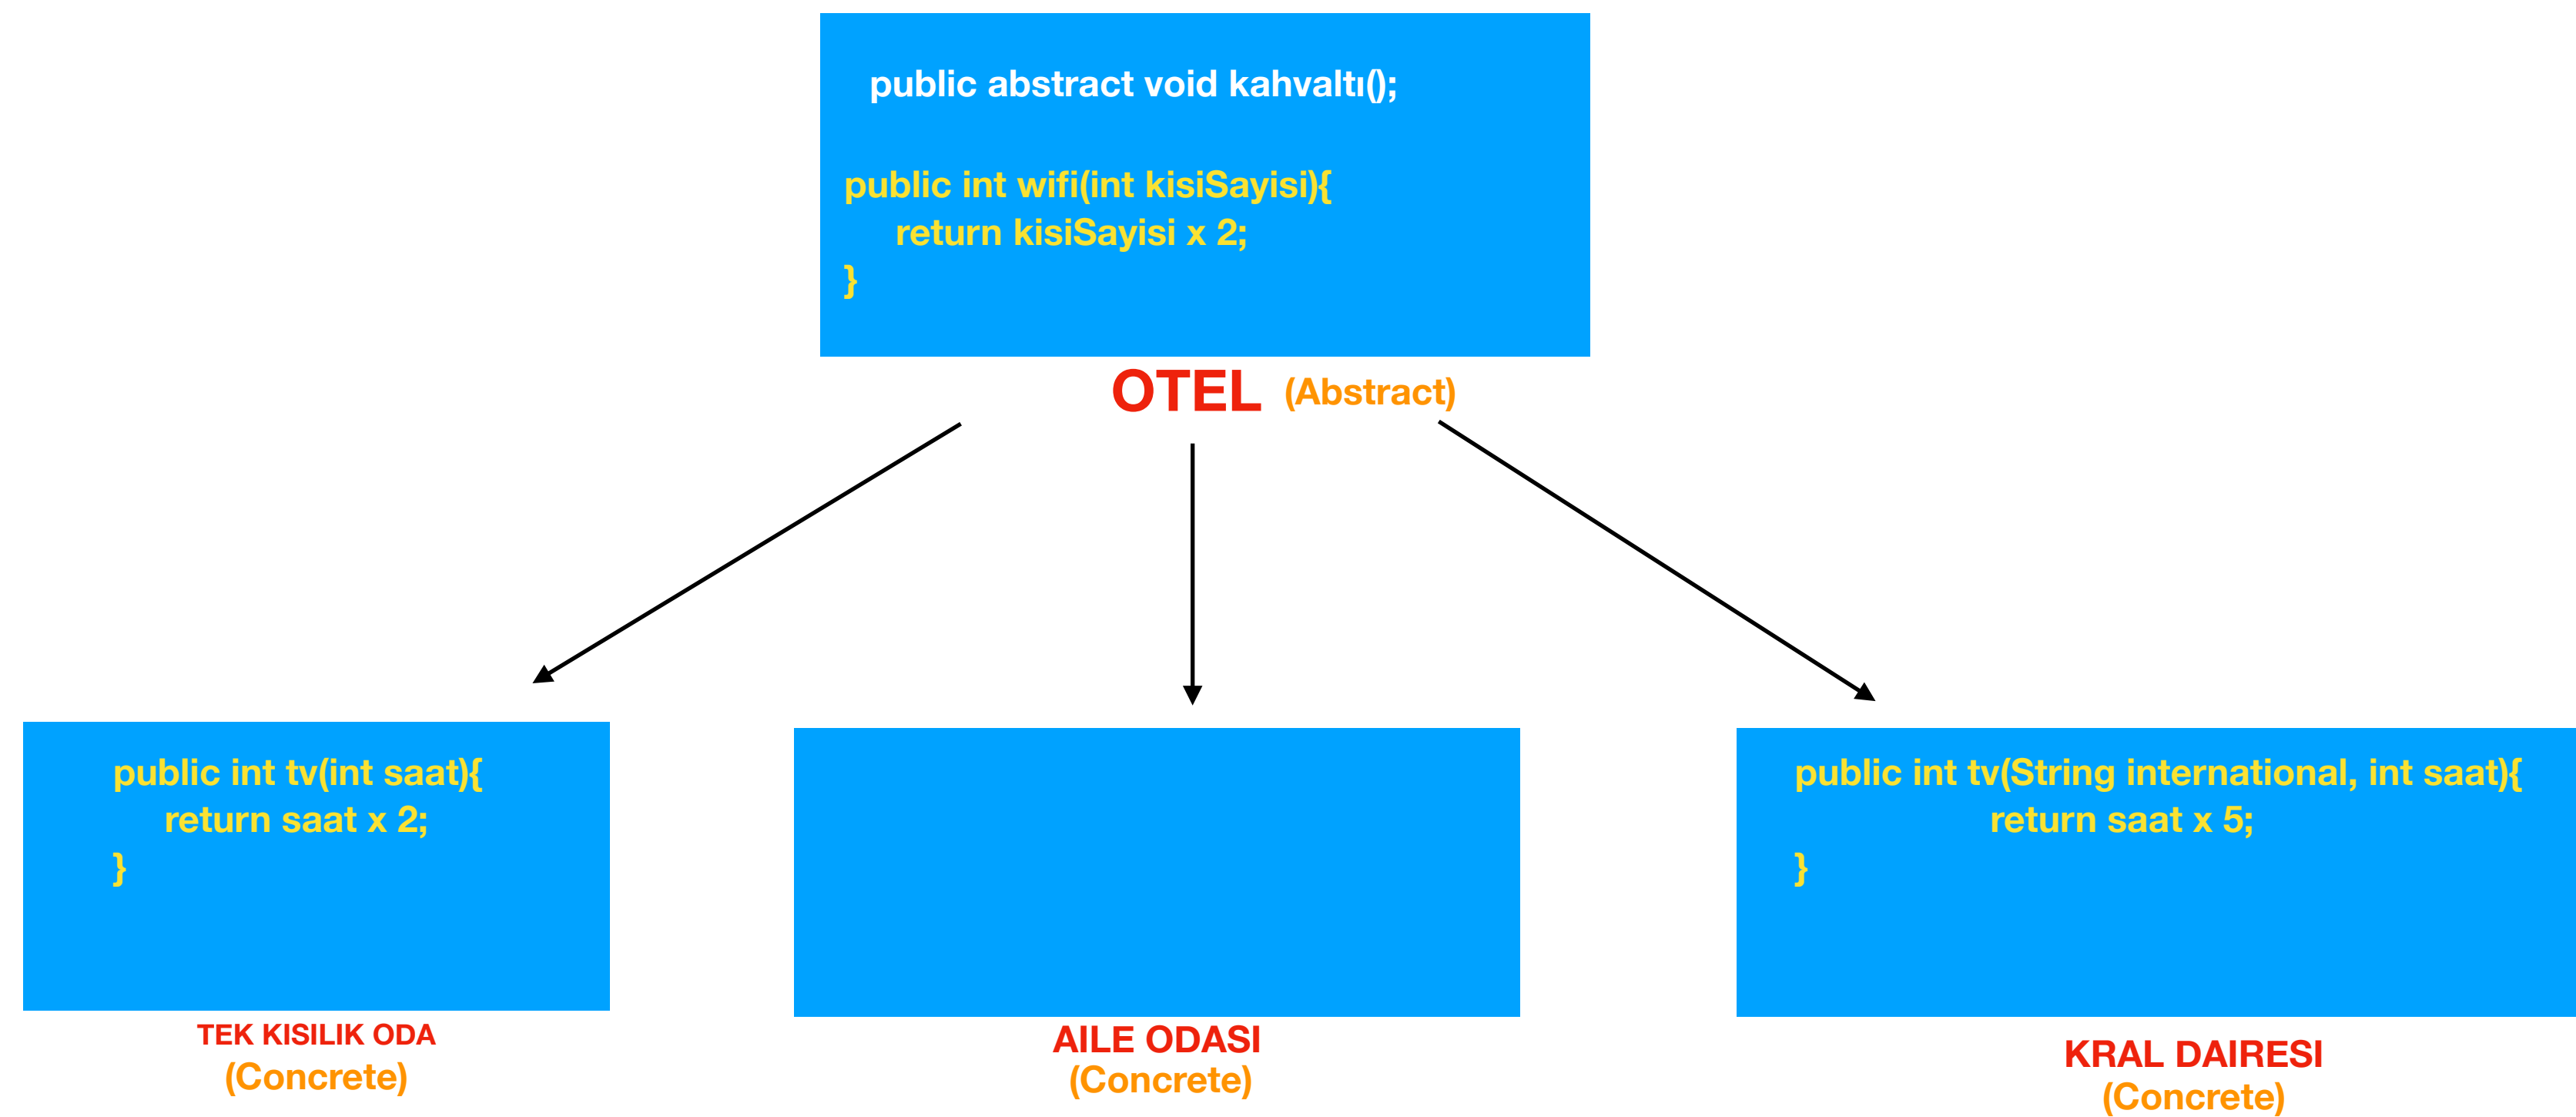 public abstract void kahvaltı();
public int wifi(int kisiSayisi){
return kisiSayisi x 2;
}
OTEL (Abstract)
public int tv(int saat){
return saat x 2;
}
TEK KISILIK ODA
(Concrete)
AILE ODASI
(Concrete)
public int tv(String international, int saat){
return saat x 5;
}
KRAL DAIRESI
(Concrete)